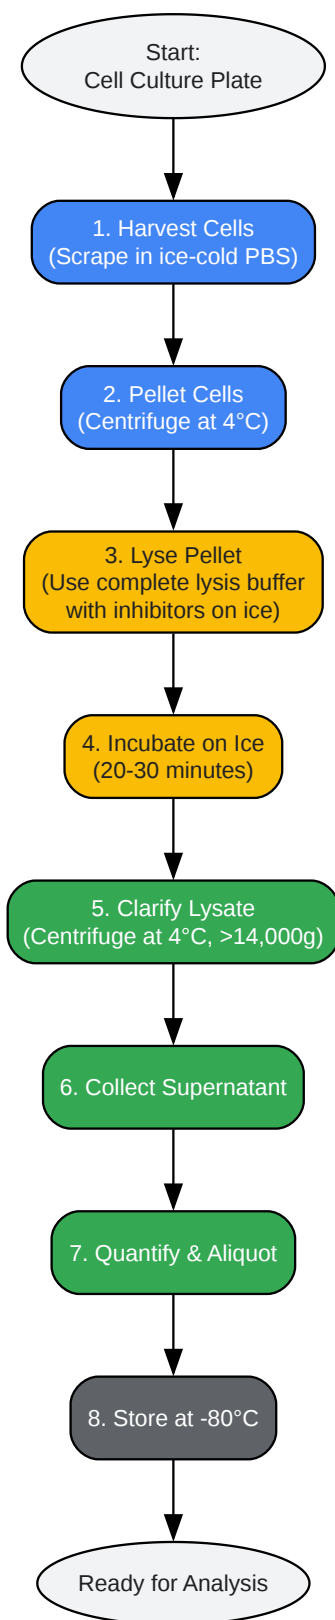 Start:
Cell Culture Plate
1. Harvest Cells
(Scrape in ice-cold PBS)
2. Pellet Cells
(Centrifuge at 4°C)
3. Lyse Pellet
(Use complete lysis buffer
with inhibitors on ice)
4. Incubate on Ice
(20-30 minutes)
5. Clarify Lysate
(Centrifuge at 4°C, >14,000g)
6. Collect Supernatant
7. Quantify & Aliquot
8. Store at -80°C
Ready for Analysis